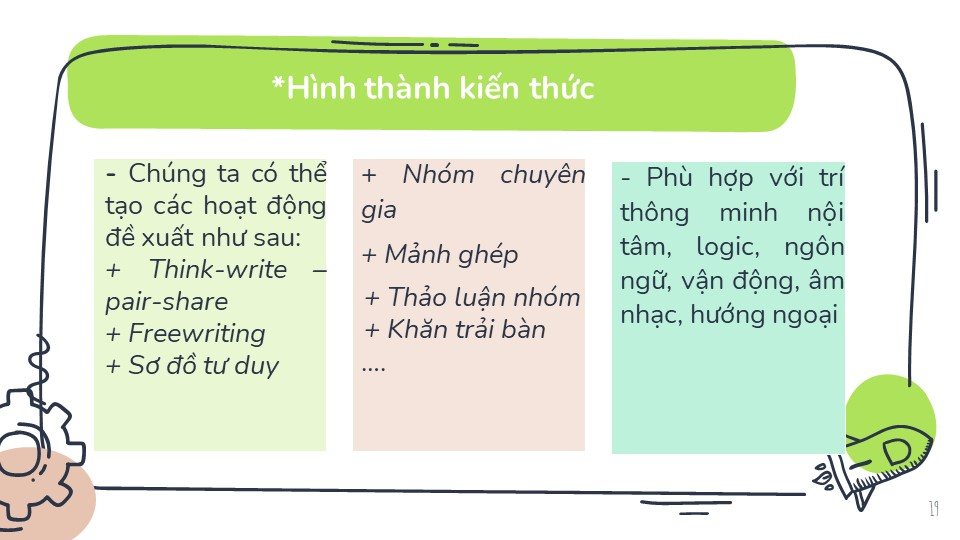 *Hình thành kiến thức
- Chúng ta có thể
tạo các hoạt động
đề xuất như sau:
+ Think-write –
pair-share
+ Freewriting
+ Sơ đồ tư duy
+ Nhóm chuyên
gia
+ Mảnh ghép
+ Thảo luận nhóm
+ Khăn trải bàn
....
- Phù hợp với trí
thông minh nội
tâm, logic, ngôn
ngữ, vận động, âm
nhạc, hướng ngoại
19